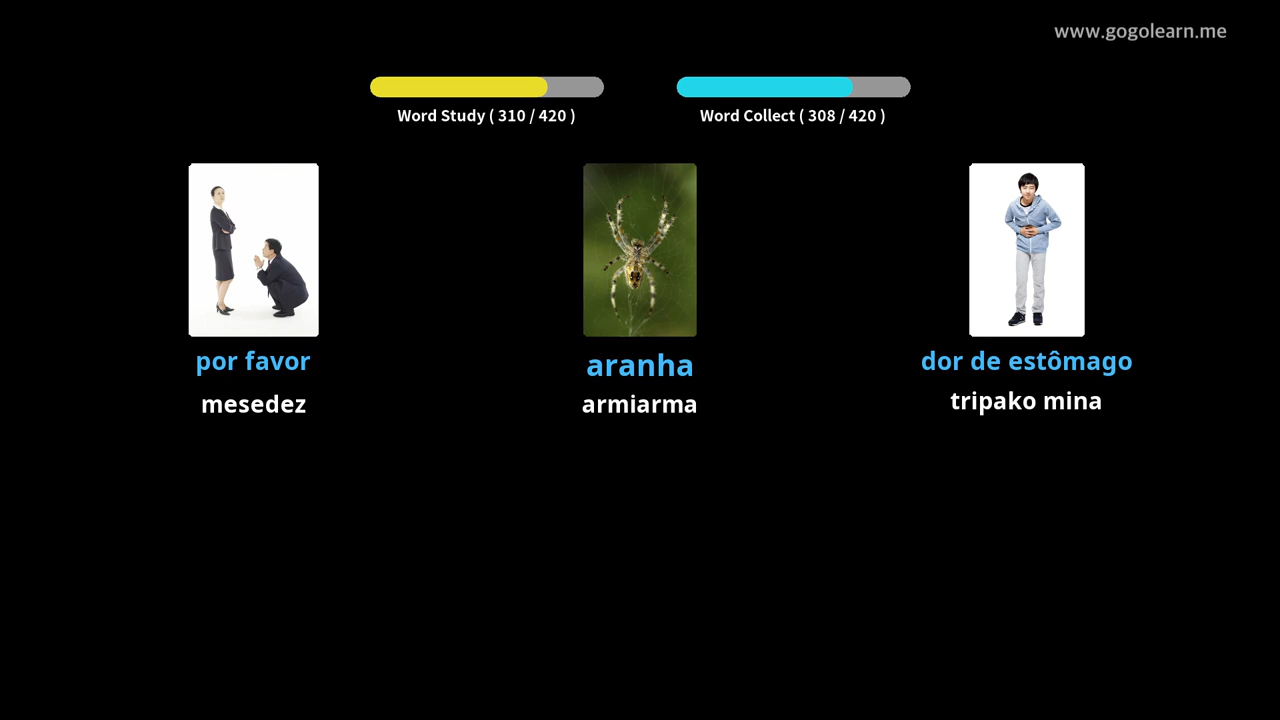 www.gogolearn.me
Word Study ( 310 / 420 )
Word Collect ( 308 / 420 )
por favor
mesedez
aranha
armiarma
dor de estômago
tripako mina